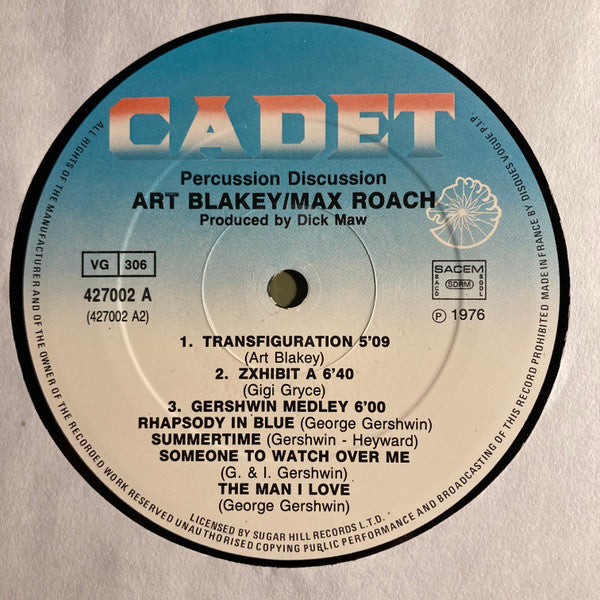 CADET
Percussion Discussion
ART BLAKEY/MAX ROACH
Produced by Dick Maw
VG 306
427002 A
(427002 A2)
SACEM
SACD
SDRM
SGDL
Ⓟ 1976
1. TRANSFIGURATION 5'09
(Art Blakey)
2. ZXHIBIT A 6'40
(Gigi Gryce)
3. GERSHWIN MEDLEY 6'00
RHAPSODY IN BLUE (George Gershwin)
SUMMERTIME (Gershwin - Heyward)
SOMEONE TO WATCH OVER ME
(G. & I. Gershwin)
THE MAN I LOVE
(George Gershwin)
LICENSED BY SUGAR HILL RECORDS L.T.D.
ALL RIGHTS OF THE MANUFACTURER AND OF THE OWNER OF THE RECORDED WORK RESERVED UNAUTHORISED COPYING PUBLIC PERFORMANCE AND BROADCASTING OF THIS RECORD PROHIBITED MADE IN FRANCE BY DISQUES VOGUE P.I.P.